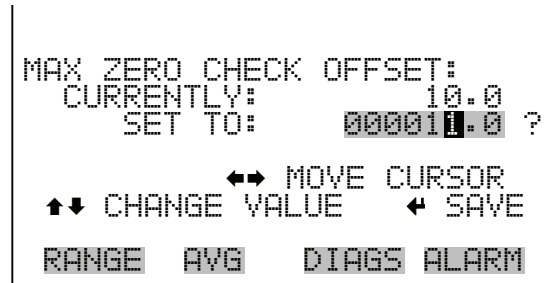 MAX ZERO CHECK OFFSET:
CURRENTLY: 10.0
SET TO: 000011.0 ?
⬅➡ MOVE CURSOR
⬆⬇ CHANGE VALUE ↵ SAVE
RANGE AVG DIAGS ALARM